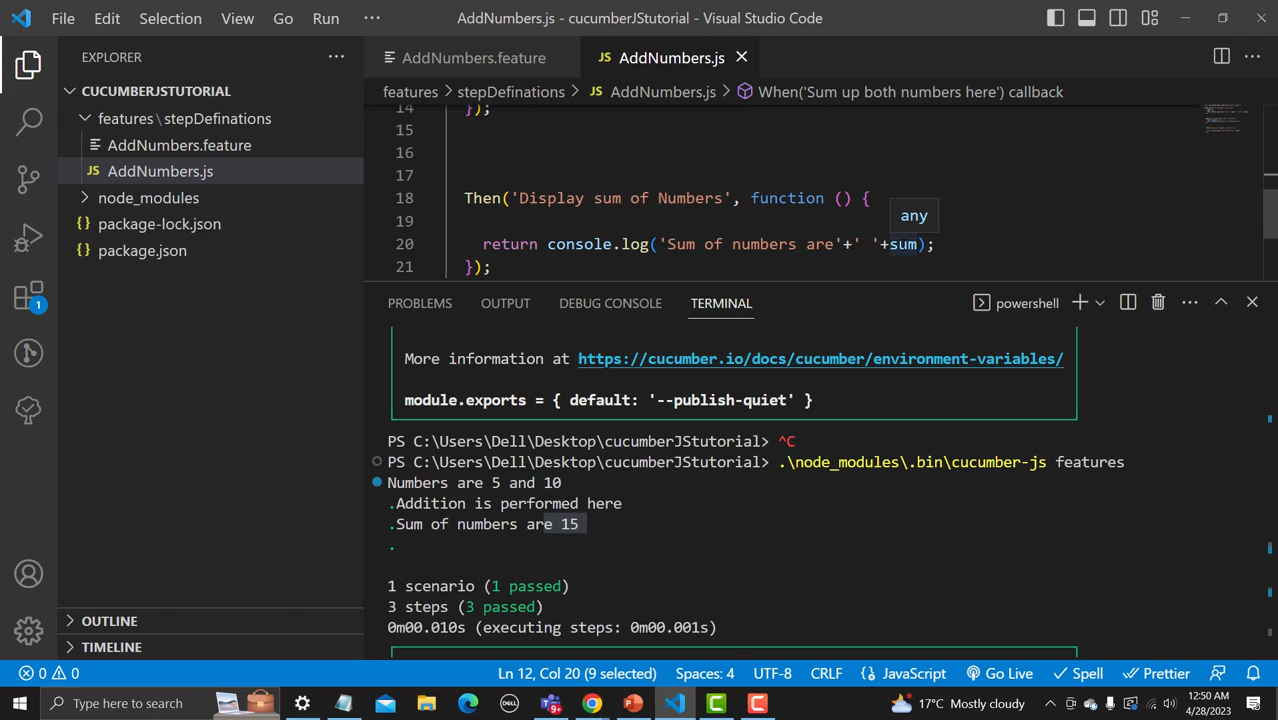 File Edit Selection View Go Run ··· AddNumbers.js - cucumberJStutorial - Visual Studio Code
EXPLORER ···
CUCUMBERJSTUTORIAL
features\stepDefinations
AddNumbers.feature
JS AddNumbers.js
node_modules
{} package-lock.json
{} package.json
OUTLINE
TIMELINE
1
AddNumbers.feature JS AddNumbers.js
features > stepDefinations > JS AddNumbers.js > When('Sum up both numbers here') callback
14 });
15
16
17
18 Then('Display sum of Numbers', function () {
any
19
20 return console.log('Sum of numbers are'+' '+sum);
21 });
PROBLEMS OUTPUT DEBUG CONSOLE TERMINAL powershell
More information at https://cucumber.io/docs/cucumber/environment-variables/
module.exports = { default: '--publish-quiet' }
PS C:\Users\Dell\Desktop\cucumberJStutorial> ^C
PS C:\Users\Dell\Desktop\cucumberJStutorial> .\node_modules\.bin\cucumber-js features
Numbers are 5 and 10
.Addition is performed here
.Sum of numbers are 15
.
1 scenario (1 passed)
3 steps (3 passed)
0m00.010s (executing steps: 0m00.001s)
0 0 Ln 12, Col 20 (9 selected) Spaces: 4 UTF-8 CRLF {} JavaScript Go Live Spell Prettier
Type here to search 17°C Mostly cloudy 12:50 AM
4/28/2023